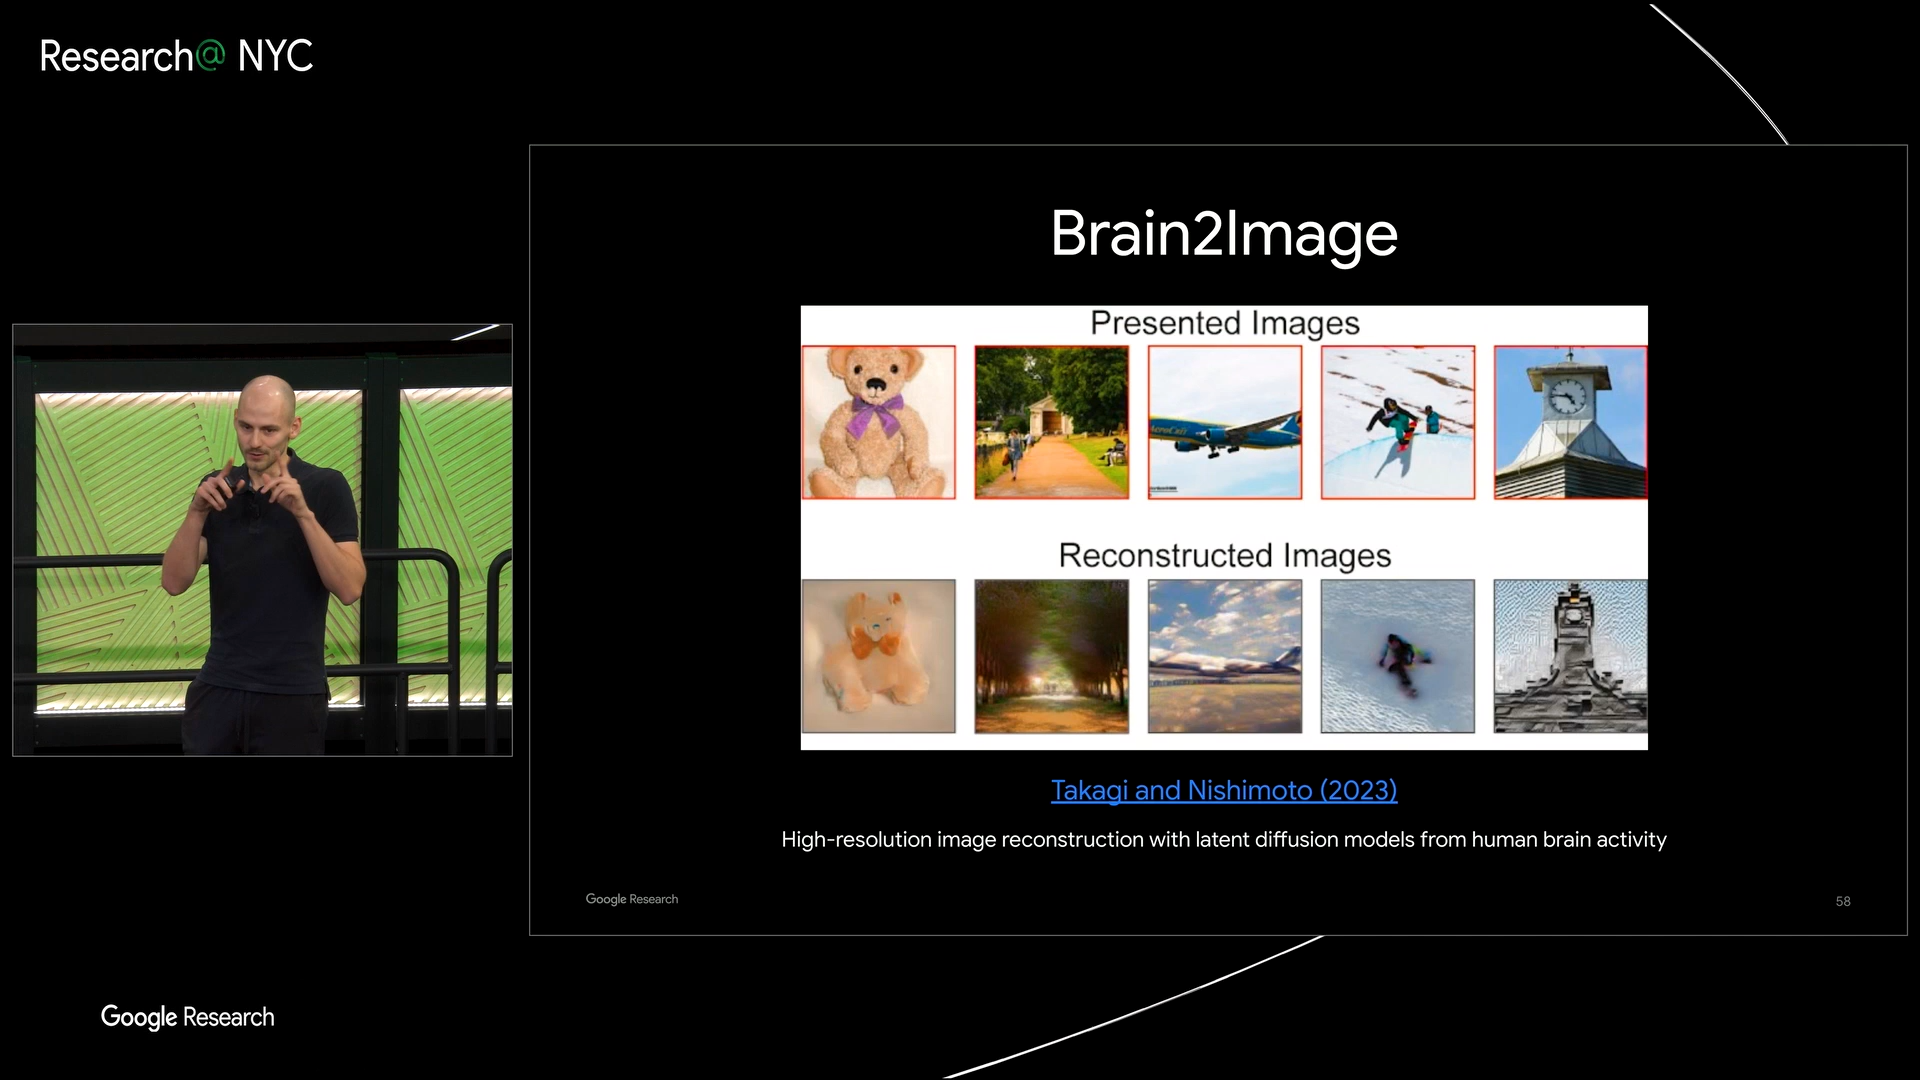 Research@ NYC
Brain2Image
Presented Images
Reconstructed Images
Takagi and Nishimoto (2023)
High-resolution image reconstruction with latent diffusion models from human brain activity
Google Research
58
Google Research